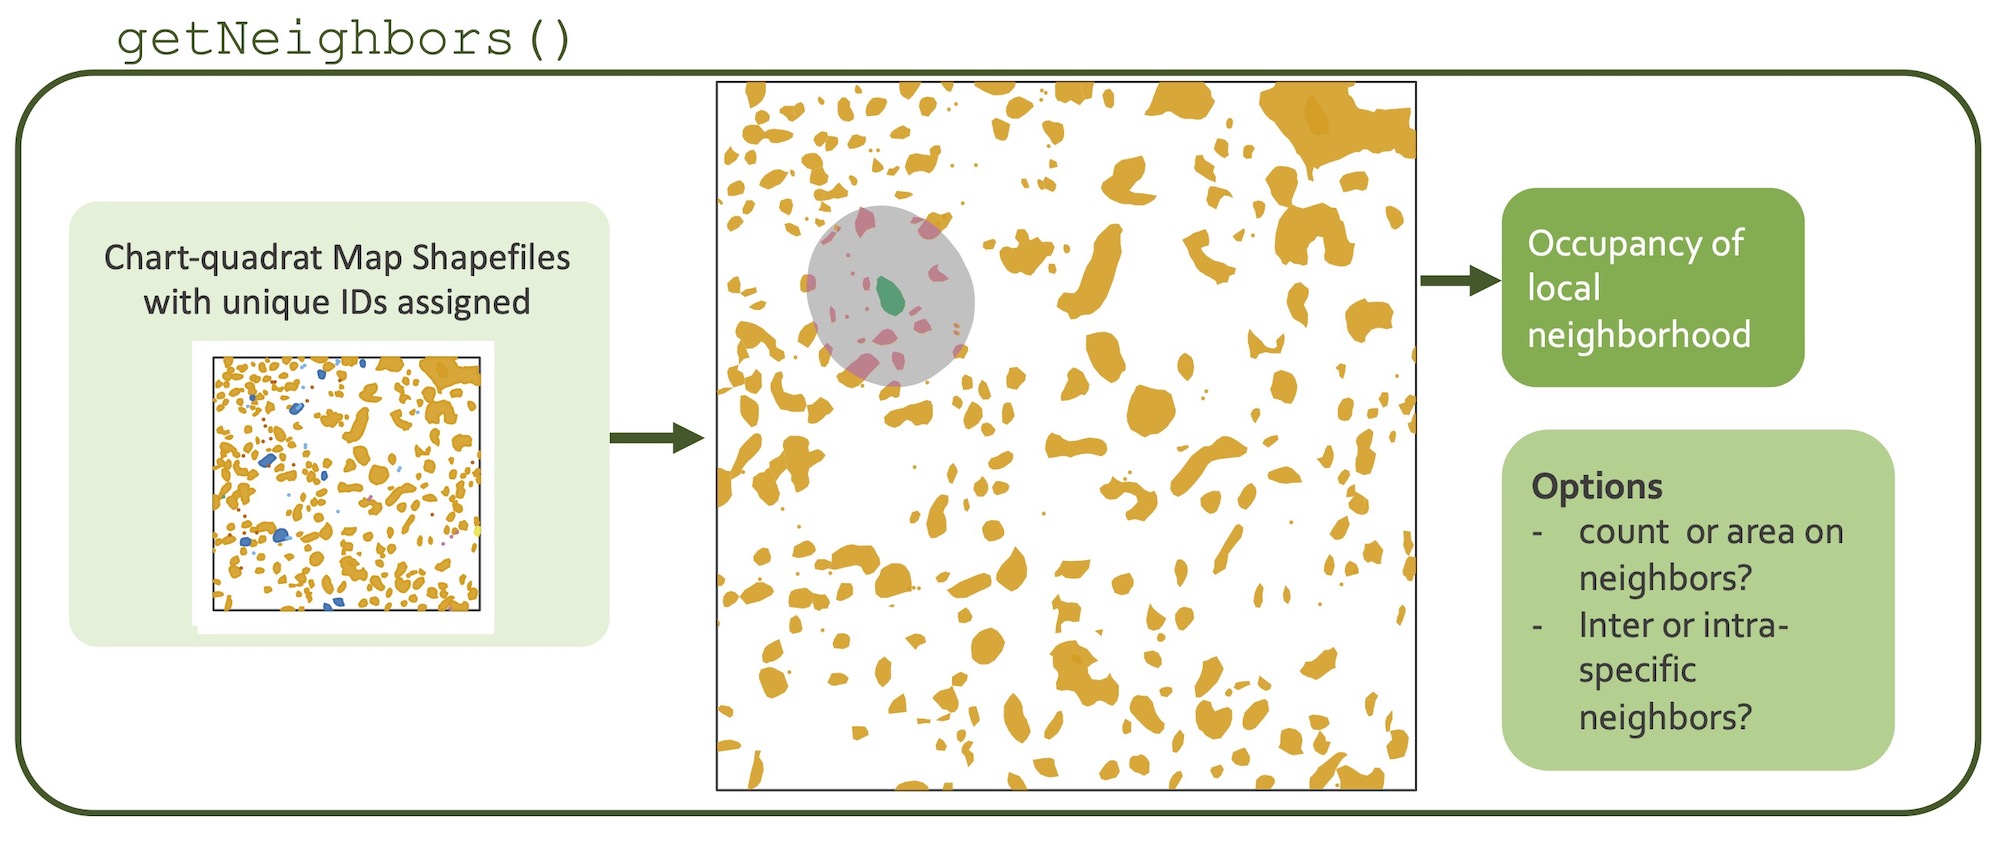 getNeighbors()
Chart-quadrat Map Shapefiles
with unique IDs assigned
Occupancy of
local
neighborhood
Options
- count or area on
neighbors?
- Inter or intra-
specific
neighbors?